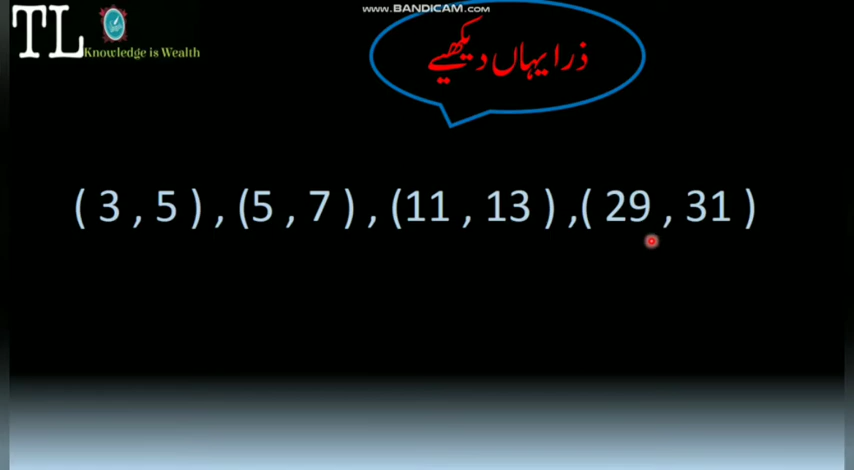 www.BANDICAM.com
TL
Knowledge is Wealth
ذرا یہاں دیکھیے
( 3 , 5 ) , (5 , 7 ) , (11 , 13 ) ,( 29 , 31 )